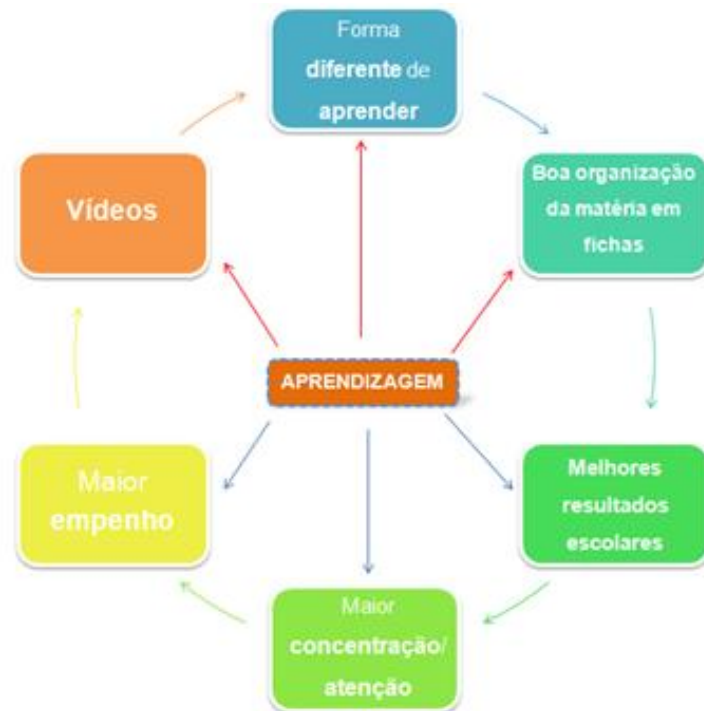 Forma
diferente de
aprender
Boa organização
da matéria em
fichas
Vídeos
APRENDIZAGEM
Melhores
resultados
escolares
Maior
empenho
Maior
concentração/
atenção